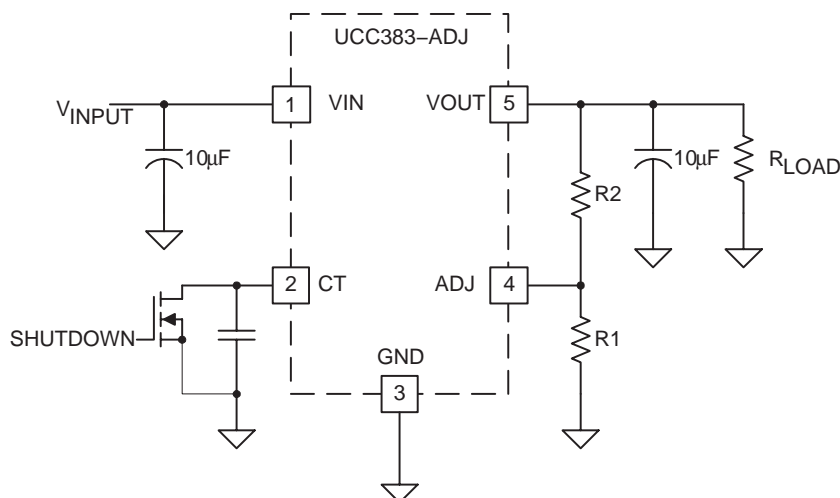 UCC383−ADJ
VINPUT
1
VIN
VOUT
5
10µF
R2
10µF
RLOAD
2
CT
ADJ
4
SHUTDOWN
R1
GND
3